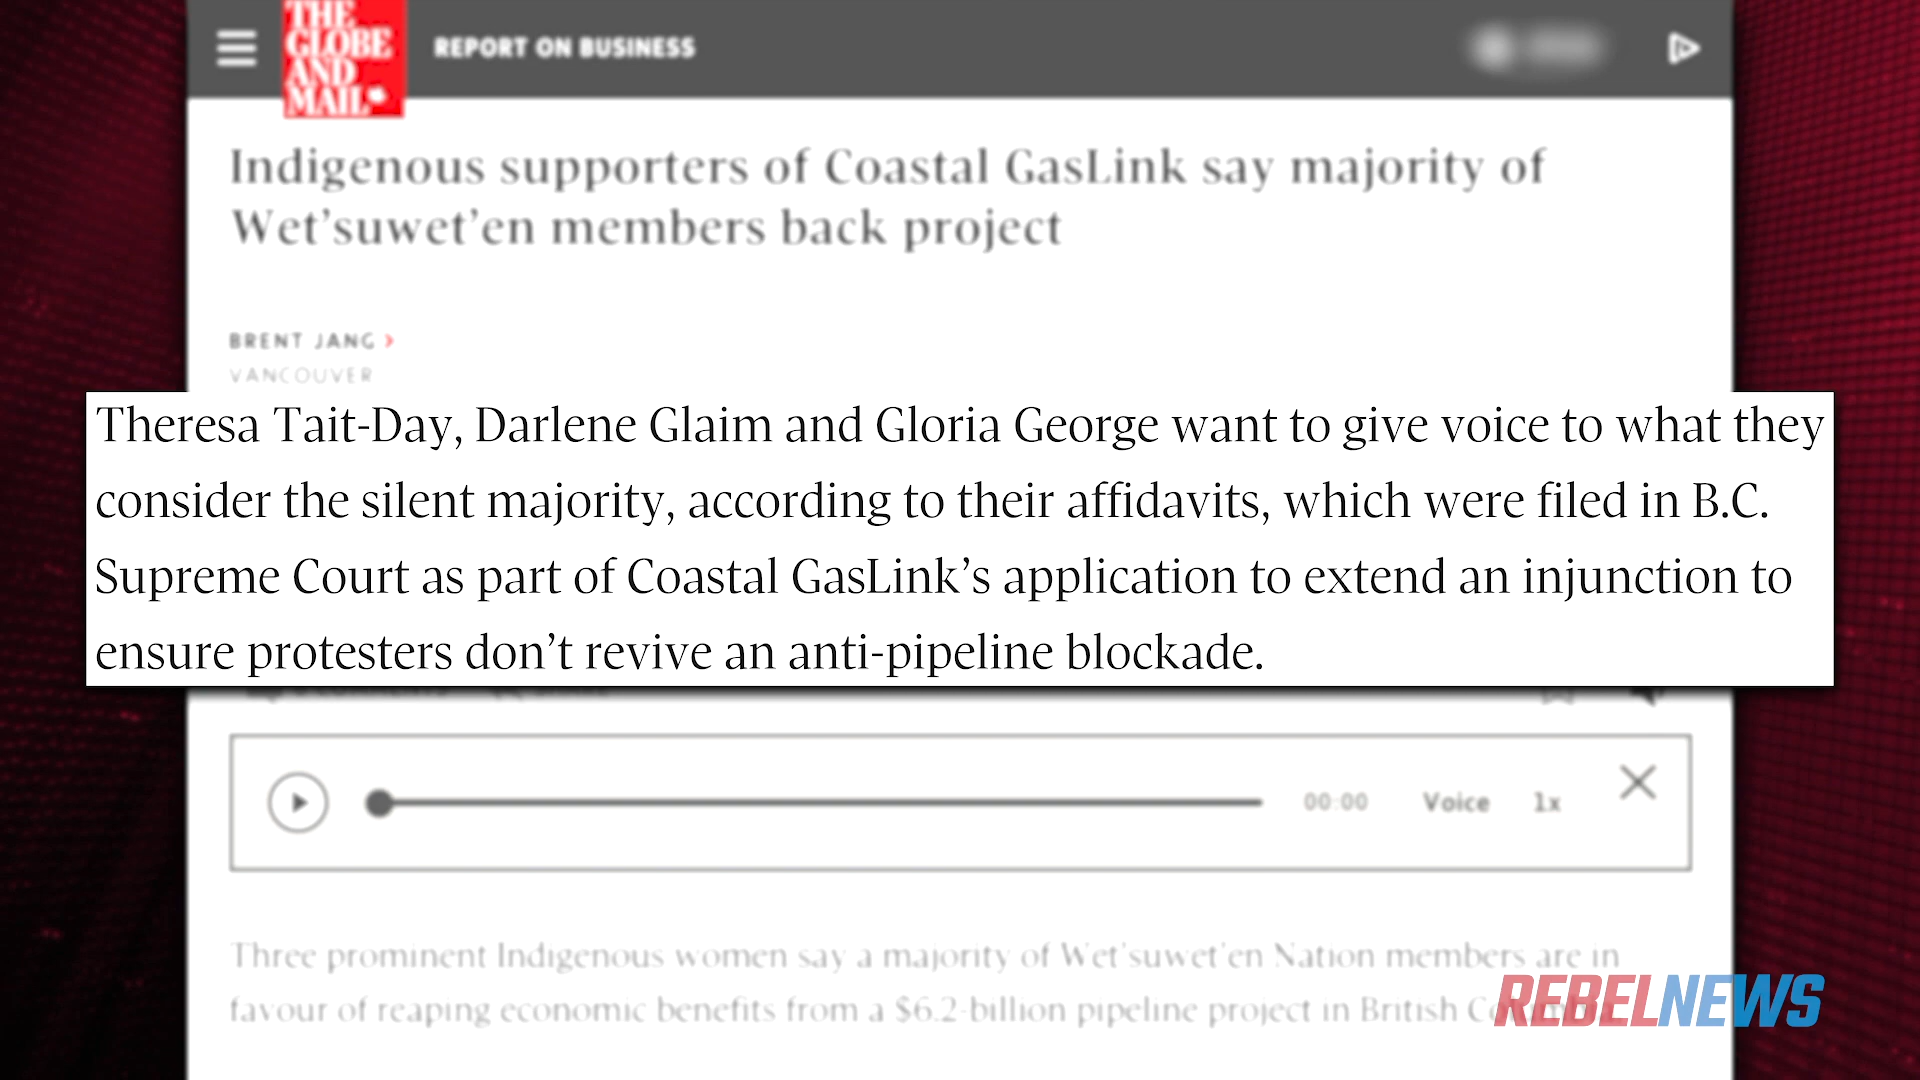 THE
GLOBE
AND
MAIL
REPORT ON BUSINESS
Indigenous supporters of Coastal GasLink say majority of
Wet’suwet’en members back project
BRENT JANG
VANCOUVER
Theresa Tait-Day, Darlene Glaim and Gloria George want to give voice to what they
consider the silent majority, according to their affidavits, which were filed in B.C.
Supreme Court as part of Coastal GasLink’s application to extend an injunction to
ensure protesters don’t revive an anti-pipeline blockade.
00:00 Voice 1x
Three prominent Indigenous women say a majority of Wet’suwet’en Nation members are in
favour of reaping economic benefits from a $6.2-billion pipeline project in British
REBELNEWS